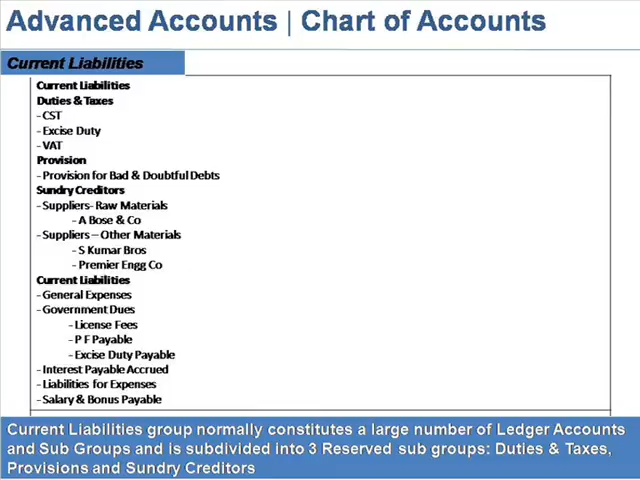 Advanced Accounts | Chart of Accounts
Current Liabilities
Current Liabilities
Duties & Taxes
- CST
- Excise Duty
- VAT
Provision
- Provision for Bad & Doubtful Debts
Sundry Creditors
- Suppliers- Raw Materials
- A Bose & Co
- Suppliers – Other Materials
- S Kumar Bros
- Premier Engg Co
Current Liabilities
- General Expenses
- Government Dues
- License Fees
- P F Payable
- Excise Duty Payable
- Interest Payable Accrued
- Liabilities for Expenses
- Salary & Bonus Payable
Current Liabilities group normally constitutes a large number of Ledger Accounts
and Sub Groups and is subdivided into 3 Reserved sub groups: Duties & Taxes,
Provisions and Sundry Creditors